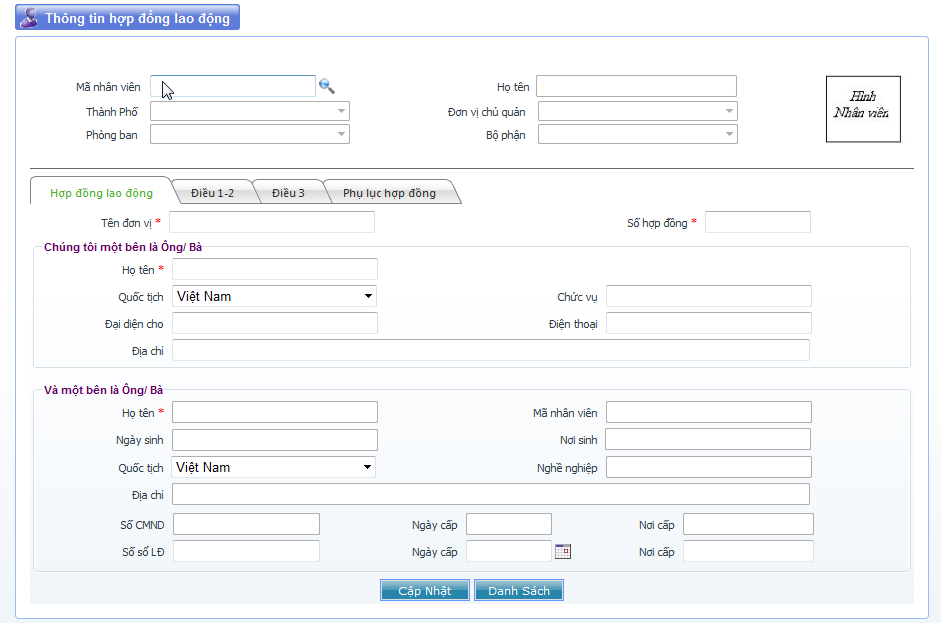 Thông tin hợp đồng lao động
Mã nhân viên
Họ tên
Hình
Nhân viên
Thành Phố
Đơn vị chủ quản
Phòng ban
Bộ phận
Hợp đồng lao động
Điều 1-2
Điều 3
Phụ lục hợp đồng
Tên đơn vị *
Số hợp đồng *
Chúng tôi một bên là Ông/ Bà
Họ tên *
Quốc tịch
Việt Nam
Chức vụ
Đại diện cho
Điện thoại
Địa chỉ
Và một bên là Ông/ Bà
Họ tên *
Mã nhân viên
Ngày sinh
Nơi sinh
Quốc tịch
Việt Nam
Nghề nghiệp
Địa chỉ
Số CMND
Ngày cấp
Nơi cấp
Số sổ LĐ
Ngày cấp
Nơi cấp
Cập Nhật
Danh Sách